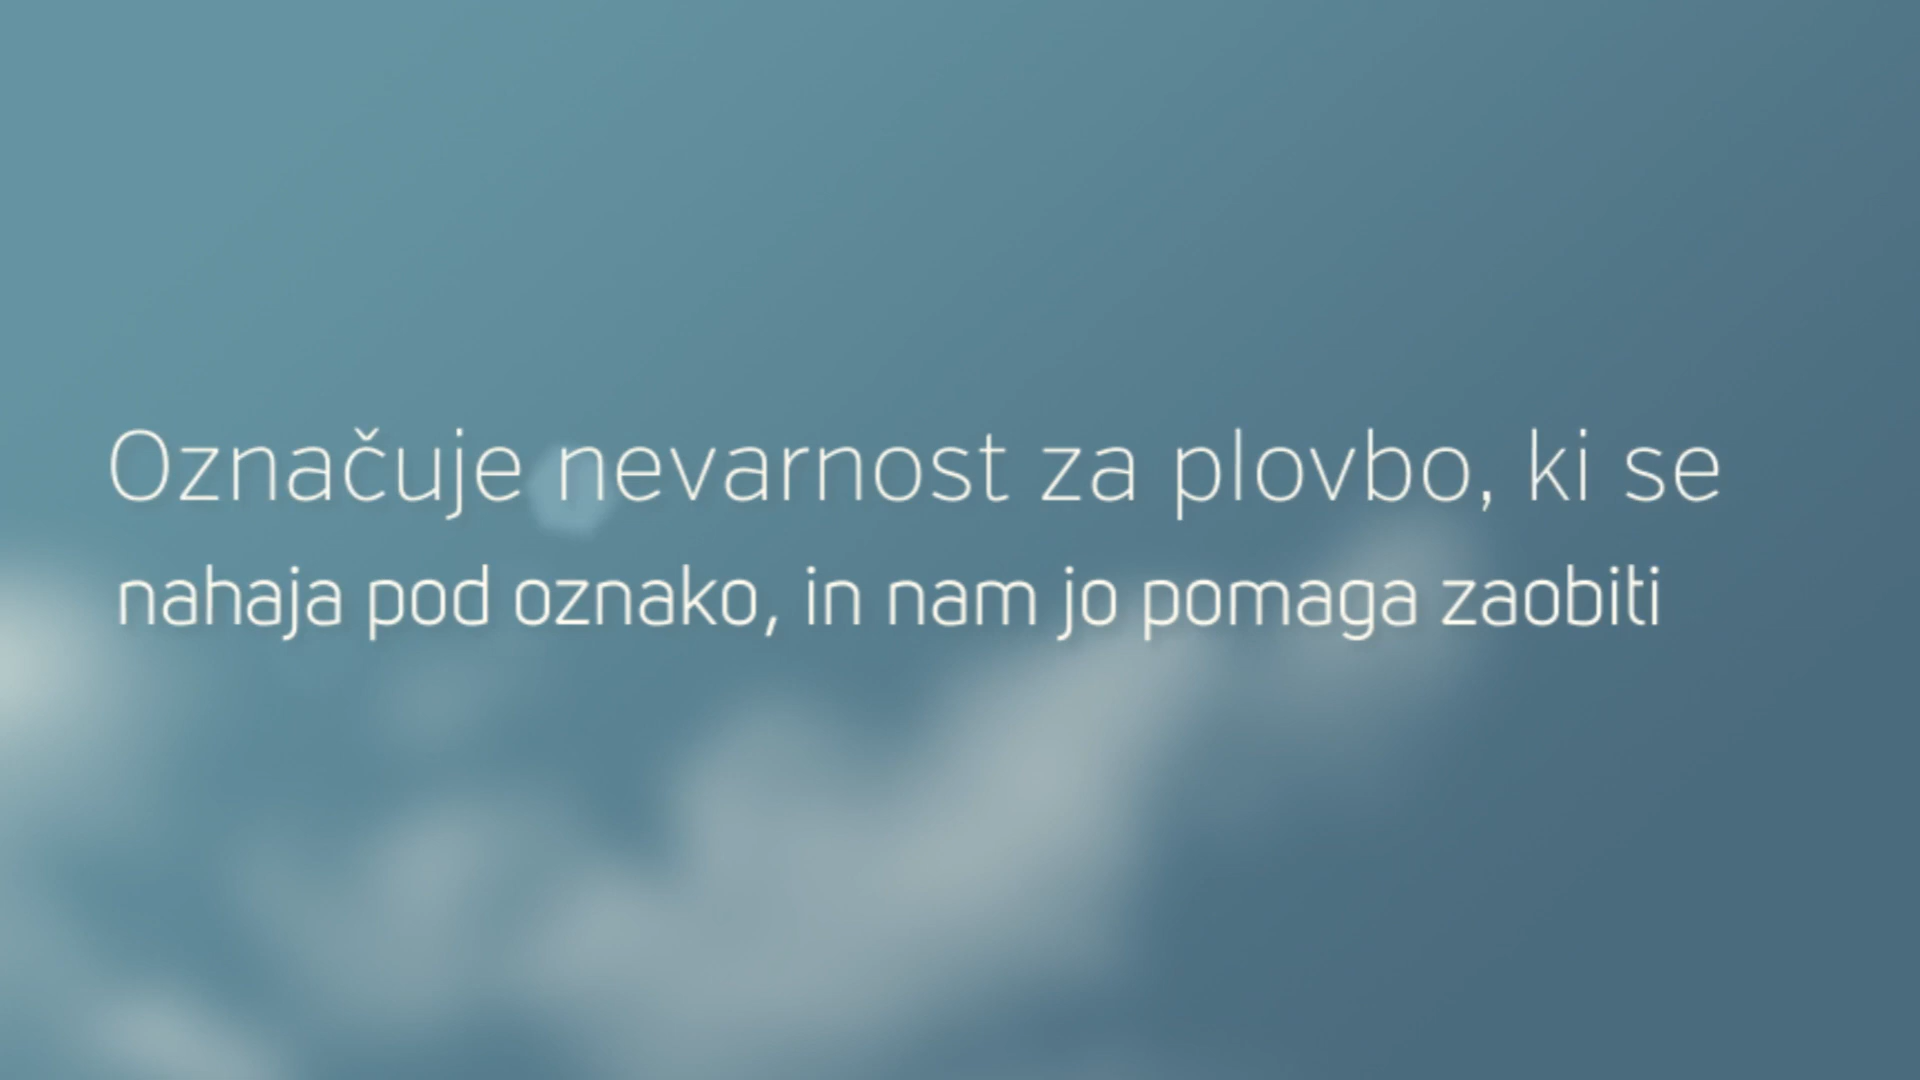 Označuje nevarnost za plovbo, ki se
nahaja pod oznako, in nam jo pomaga zaobiti